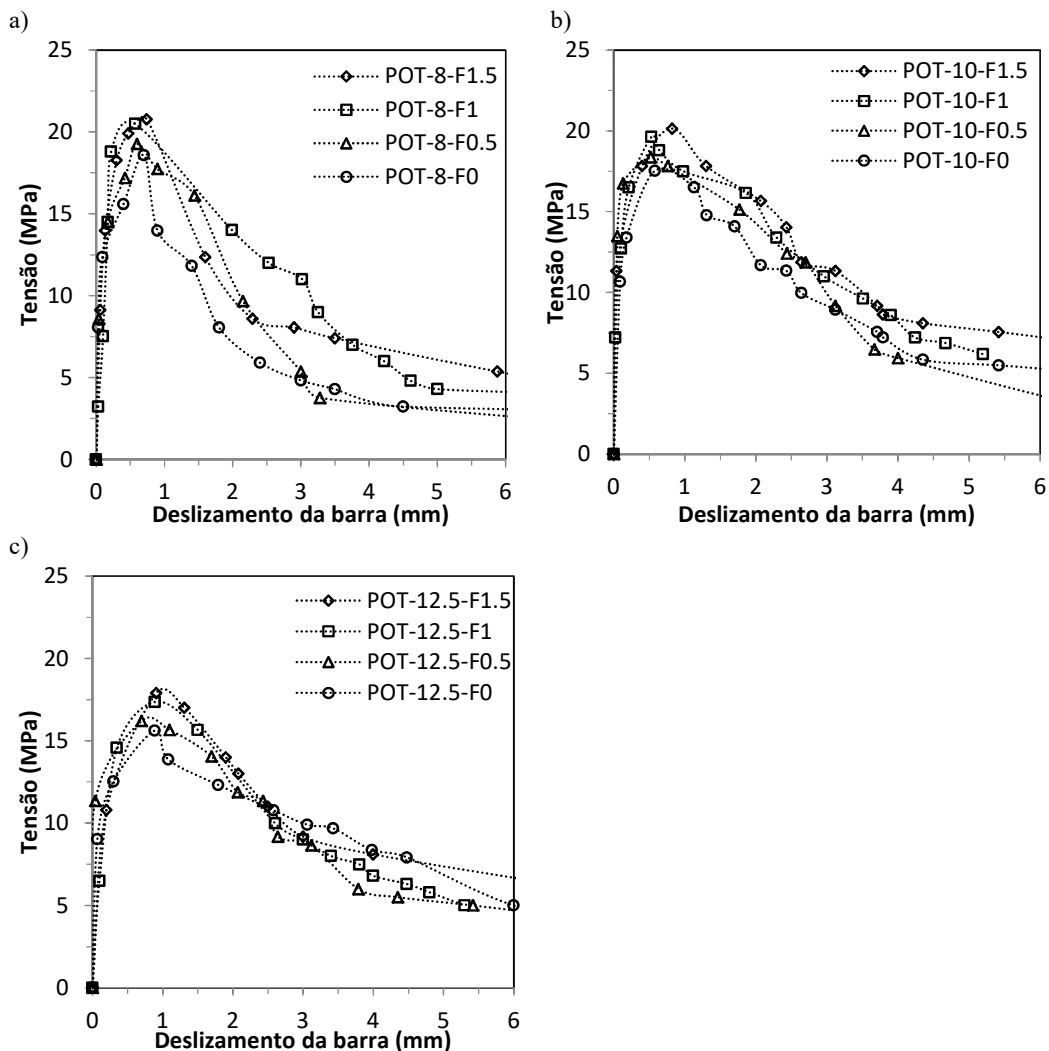 a)
25
20
15
10
5
0
Tensão (MPa)
POT-8-F1.5
POT-8-F1
POT-8-F0.5
POT-8-F0
0 1 2 3 4 5 6
Deslizamento da barra (mm)
b)
25
20
15
10
5
0
Tensão (MPa)
POT-10-F1.5
POT-10-F1
POT-10-F0.5
POT-10-F0
0 1 2 3 4 5 6
Deslizamento da barra (mm)
c)
25
20
15
10
5
0
Tensão (MPa)
POT-12.5-F1.5
POT-12.5-F1
POT-12.5-F0.5
POT-12.5-F0
0 1 2 3 4 5 6
Deslizamento da barra (mm)